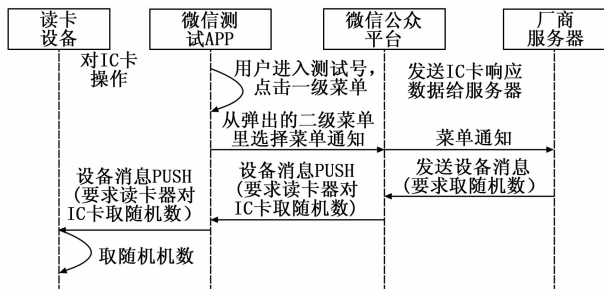 读卡
设备
微信测
试APP
微信公众
平台
厂商
服务器
对IC卡
操作
用户进入测试号，
点击一级菜单
发送IC卡响应
数据给服务器
从弹出的二级菜单
里选择菜单通知
菜单通知
设备消息PUSH
(要求读卡器对
IC卡取随机数)
设备消息PUSH
(要求读卡器对
IC卡取随机数)
发送设备消息
(要求取随机数)
取随机机数